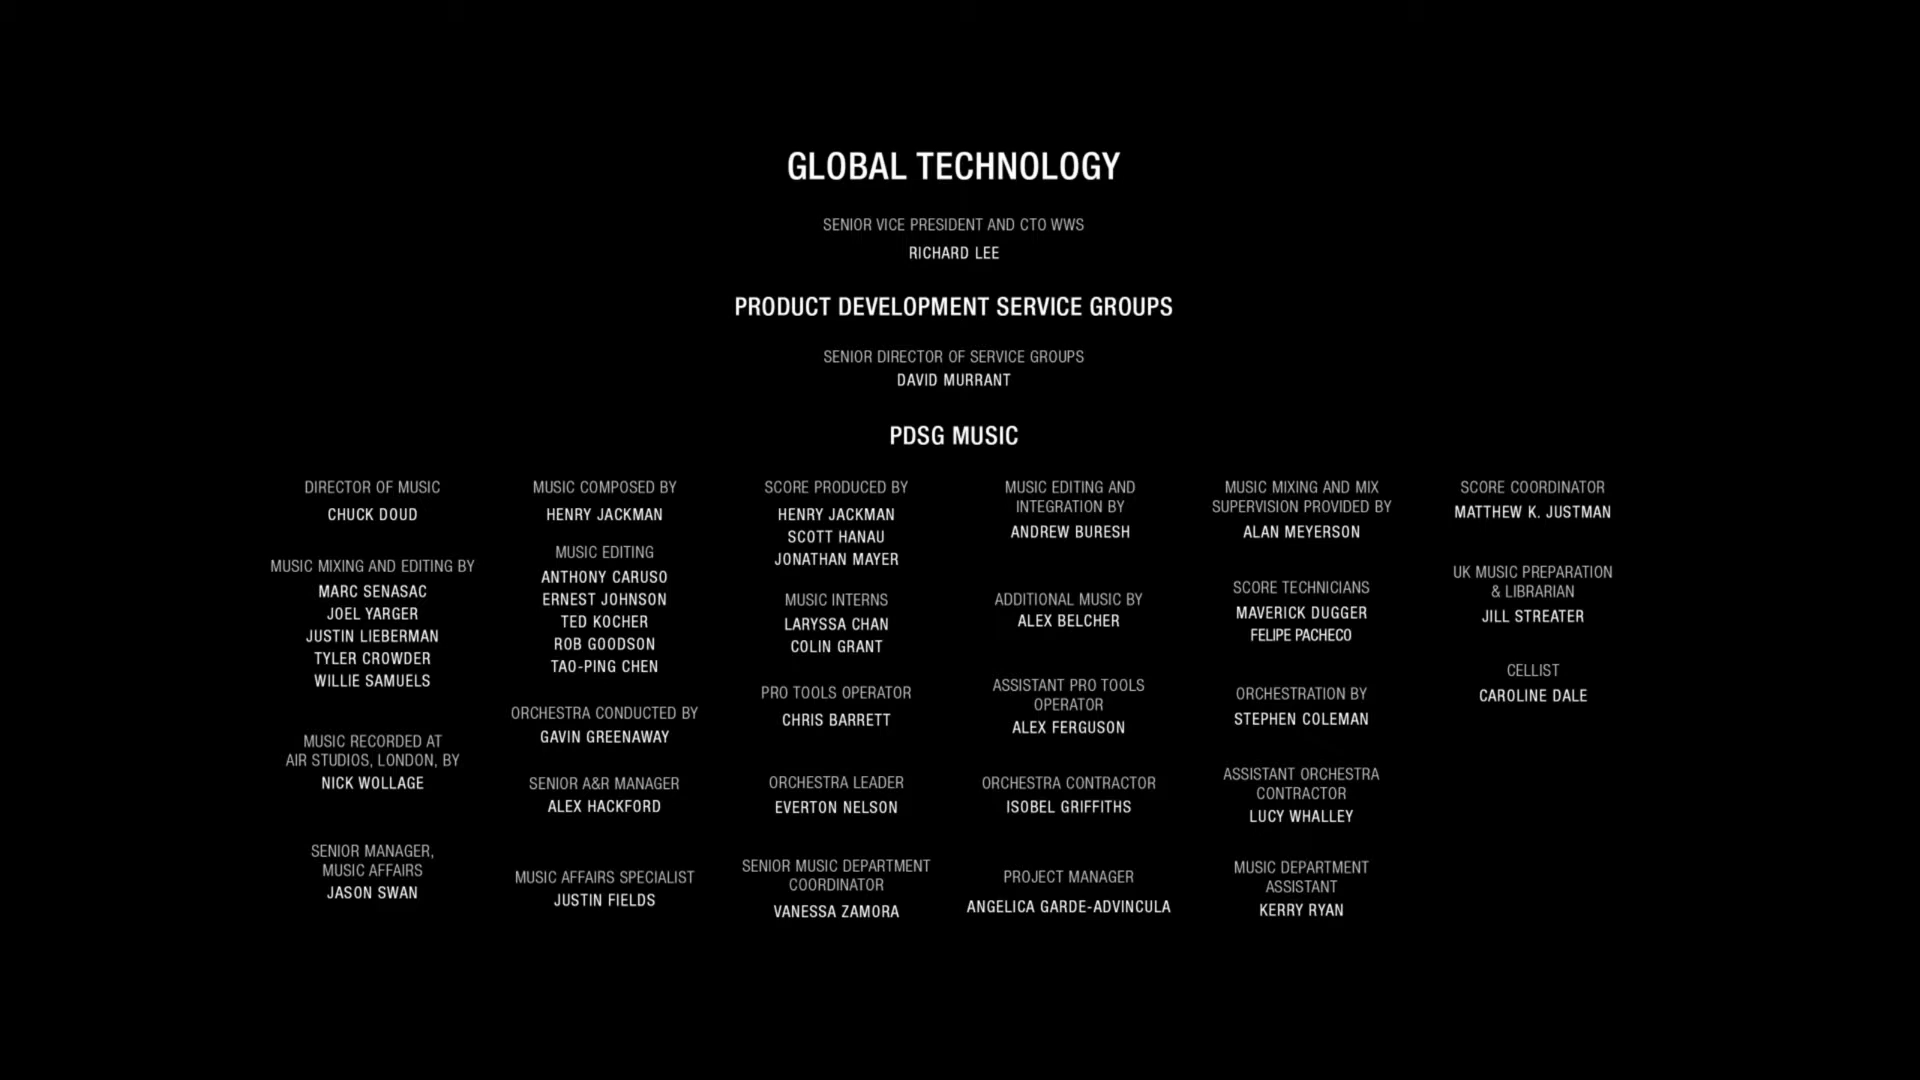 GLOBAL TECHNOLOGY
SENIOR VICE PRESIDENT AND CTO WWS
RICHARD LEE
PRODUCT DEVELOPMENT SERVICE GROUPS
SENIOR DIRECTOR OF SERVICE GROUPS
DAVID MURRANT
PDSG MUSIC
DIRECTOR OF MUSIC
CHUCK DOUD
MUSIC MIXING AND EDITING BY
MARC SENASAC
JOEL YARGER
JUSTIN LIEBERMAN
TYLER CROWDER
WILLIE SAMUELS
MUSIC RECORDED AT
AIR STUDIOS, LONDON, BY
NICK WOLLAGE
SENIOR MANAGER,
MUSIC AFFAIRS
JASON SWAN
MUSIC COMPOSED BY
HENRY JACKMAN
MUSIC EDITING
ANTHONY CARUSO
ERNEST JOHNSON
TED KOCHER
ROB GOODSON
TAO-PING CHEN
ORCHESTRA CONDUCTED BY
GAVIN GREENAWAY
SENIOR A&R MANAGER
ALEX HACKFORD
MUSIC AFFAIRS SPECIALIST
JUSTIN FIELDS
SCORE PRODUCED BY
HENRY JACKMAN
SCOTT HANAU
JONATHAN MAYER
MUSIC INTERNS
LARYSSA CHAN
COLIN GRANT
PRO TOOLS OPERATOR
CHRIS BARRETT
ORCHESTRA LEADER
EVERTON NELSON
SENIOR MUSIC DEPARTMENT
COORDINATOR
VANESSA ZAMORA
MUSIC EDITING AND
INTEGRATION BY
ANDREW BURESH
ADDITIONAL MUSIC BY
ALEX BELCHER
ASSISTANT PRO TOOLS
OPERATOR
ALEX FERGUSON
ORCHESTRA CONTRACTOR
ISOBEL GRIFFITHS
PROJECT MANAGER
ANGELICA GARDE-ADVINCULA
MUSIC MIXING AND MIX
SUPERVISION PROVIDED BY
ALAN MEYERSON
SCORE TECHNICIANS
MAVERICK DUGGER
FELIPE PACHECO
ORCHESTRATION BY
STEPHEN COLEMAN
ASSISTANT ORCHESTRA
CONTRACTOR
LUCY WHALLEY
MUSIC DEPARTMENT
ASSISTANT
KERRY RYAN
SCORE COORDINATOR
MATTHEW K. JUSTMAN
UK MUSIC PREPARATION
& LIBRARIAN
JILL STREATER
CELLIST
CAROLINE DALE